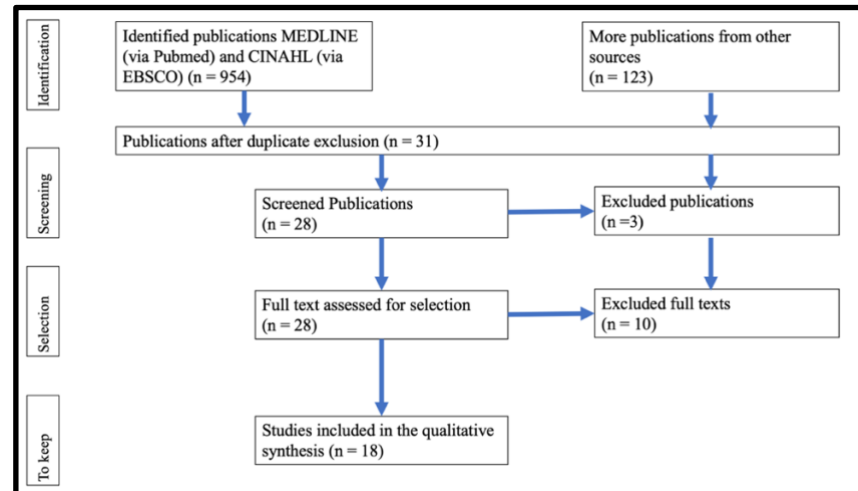 Identification
Identified publications MEDLINE
(via Pubmed) and CINAHL (via
EBSCO) (n = 954)
More publications from other
sources
(n = 123)
Publications after duplicate exclusion (n = 31)
Screening
Screened Publications
(n = 28)
Excluded publications
(n =3)
Selection
Full text assessed for selection
(n = 28)
Excluded full texts
(n = 10)
To keep
Studies included in the qualitative
synthesis (n = 18)